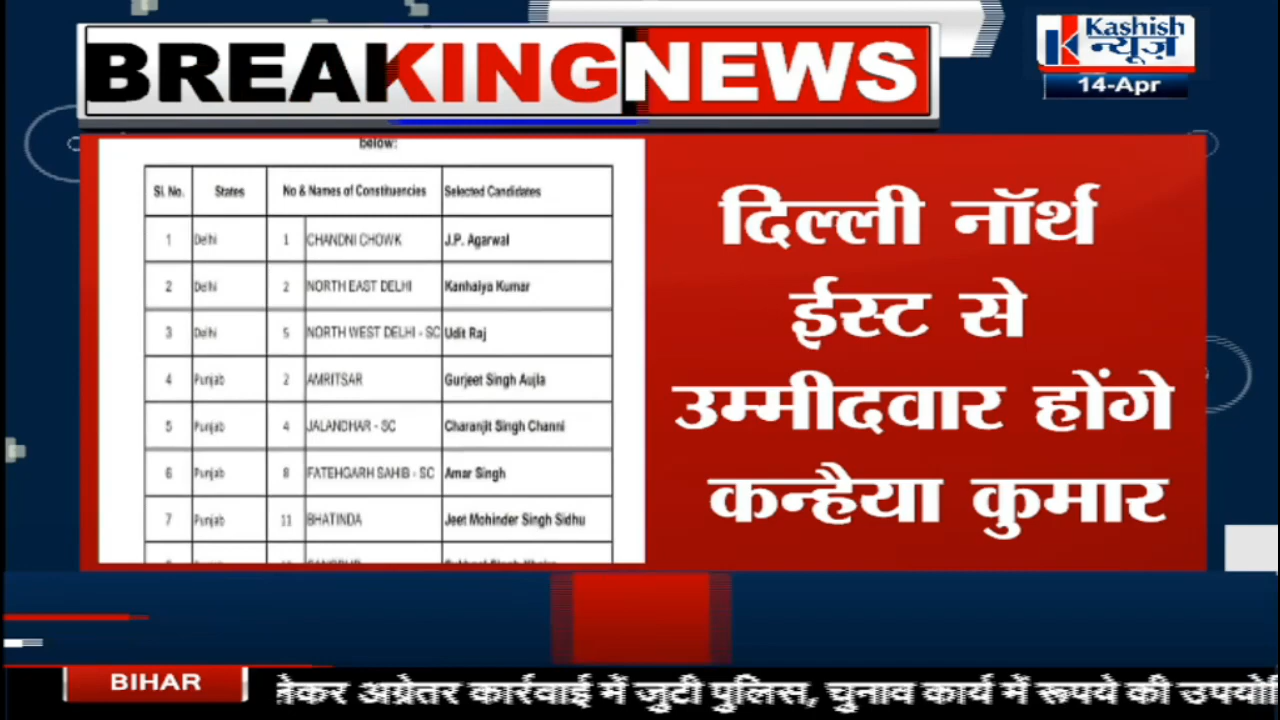 BREAKING NEWS
Kashish
न्यूज़
14-Apr
below:
Sl. No. States No & Names of Constituencies Selected Candidates
1 Delhi 1 CHANDNI CHOWK J.P. Agarwal
2 Delhi 2 NORTH EAST DELHI Kanhaiya Kumar
3 Delhi 5 NORTH WEST DELHI - SC Udit Raj
4 Punjab 2 AMRITSAR Gurjeet Singh Aujla
5 Punjab 4 JALANDHAR - SC Charanjit Singh Channi
6 Punjab 8 FATEHGARH SAHIB - SC Amar Singh
7 Punjab 11 BHATINDA Jeet Mohinder Singh Sidhu
दिल्ली नॉर्थ
ईस्ट से
उम्मीदवार होंगे
कन्हैया कुमार
BIHAR
अग्रेतर कार्रवाई में जुटी पुलिस, चुनाव कार्य में रूपये की